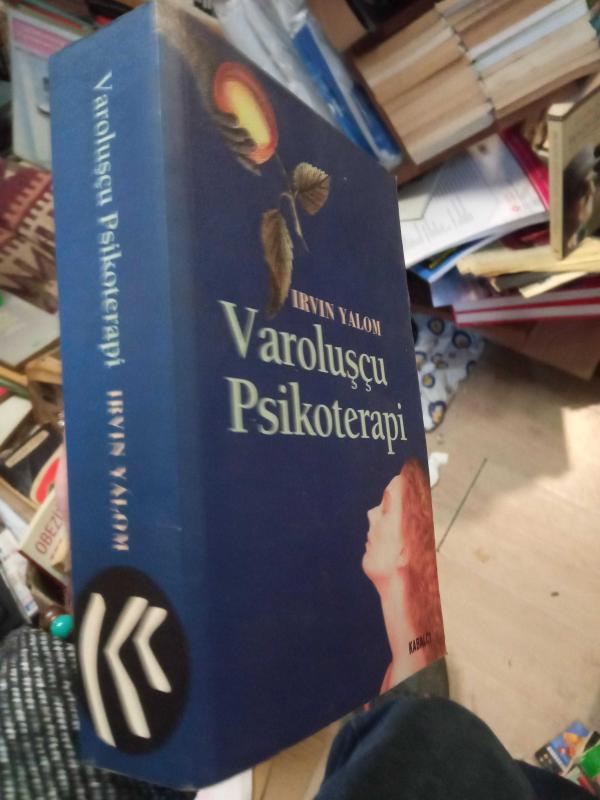 Varoluşçu Psikoterapi IRVIN YALOM
IRVIN YALOM
Varoluşçu
Psikoterapi
KABALCI